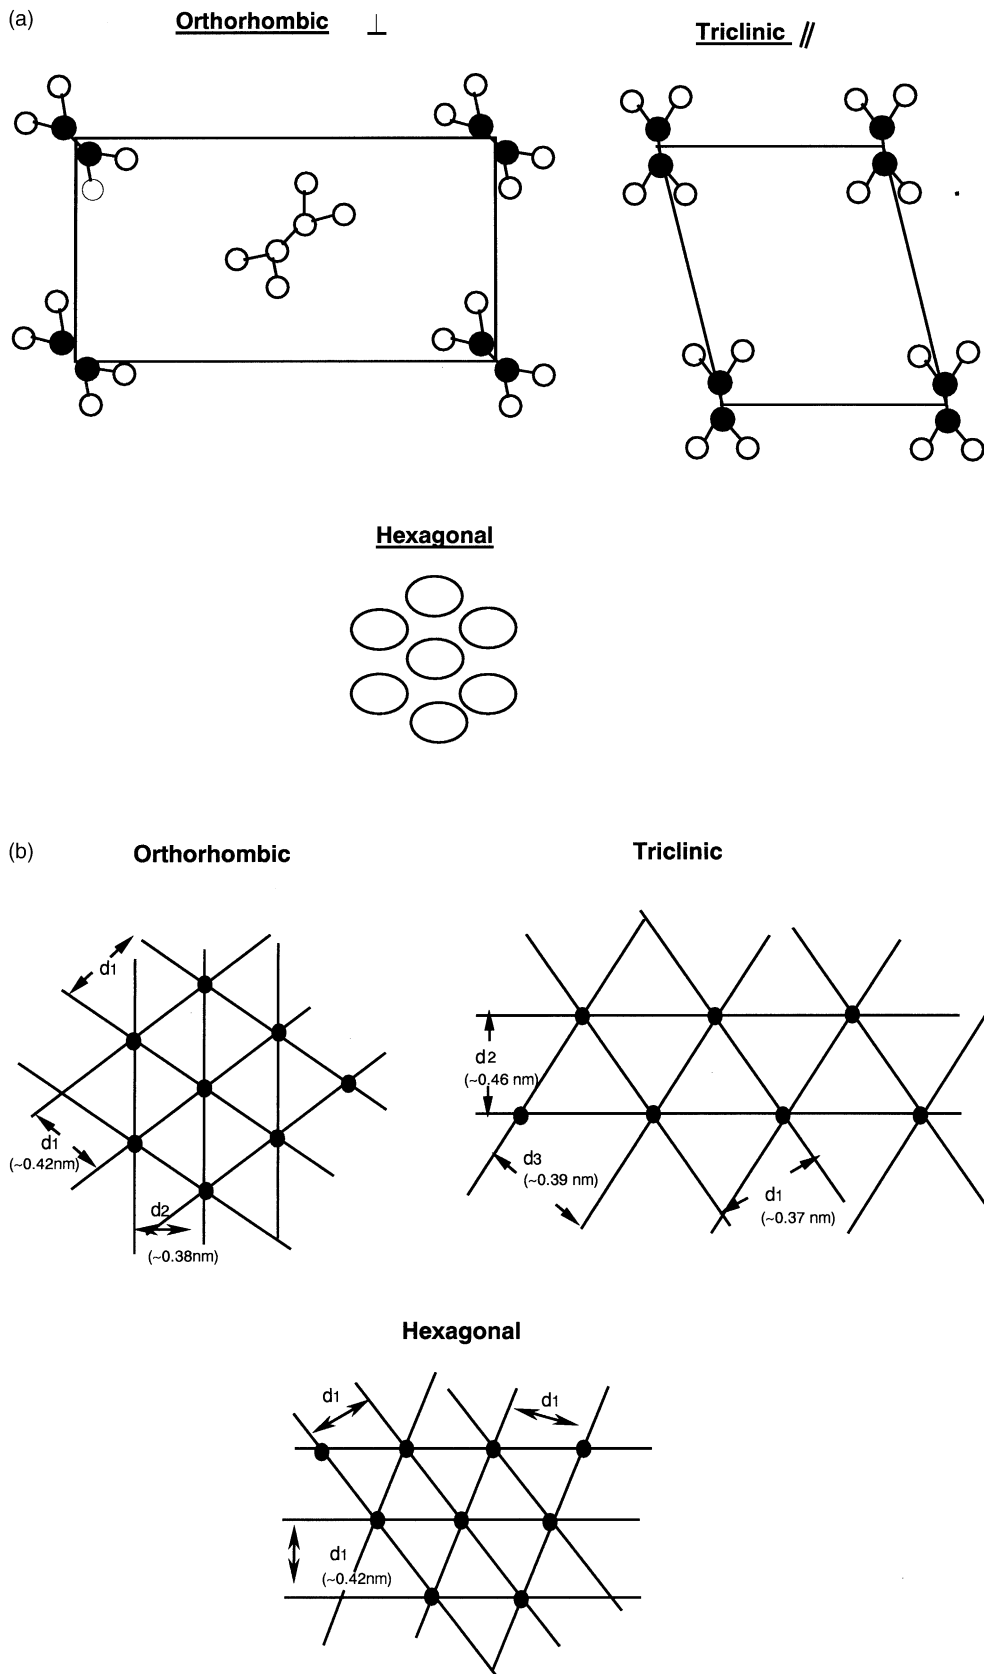 (a)
Orthorhombic ⊥
Triclinic //
Hexagonal
(b)
Orthorhombic
Triclinic
d1
d1
(~0.42nm)
d2
(~0.38nm)
d2
(~0.46 nm)
d3
(~0.39 nm)
d1
(~0.37 nm)
Hexagonal
d1
d1
d1
(~0.42nm)